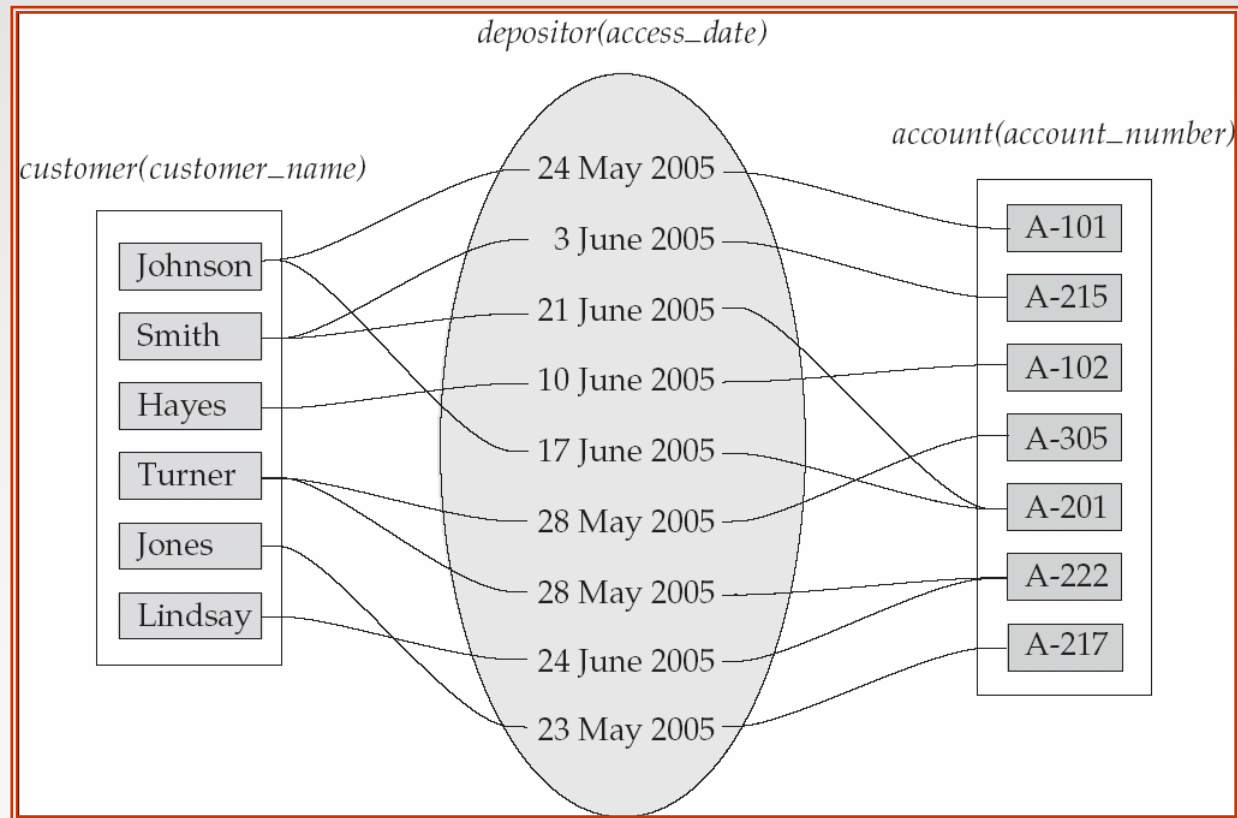 depositor(access_date)
customer(customer_name)
account(account_number)
Johnson
Smith
Hayes
Turner
Jones
Lindsay
24 May 2005
3 June 2005
21 June 2005
10 June 2005
17 June 2005
28 May 2005
28 May 2005
24 June 2005
23 May 2005
A-101
A-215
A-102
A-305
A-201
A-222
A-217